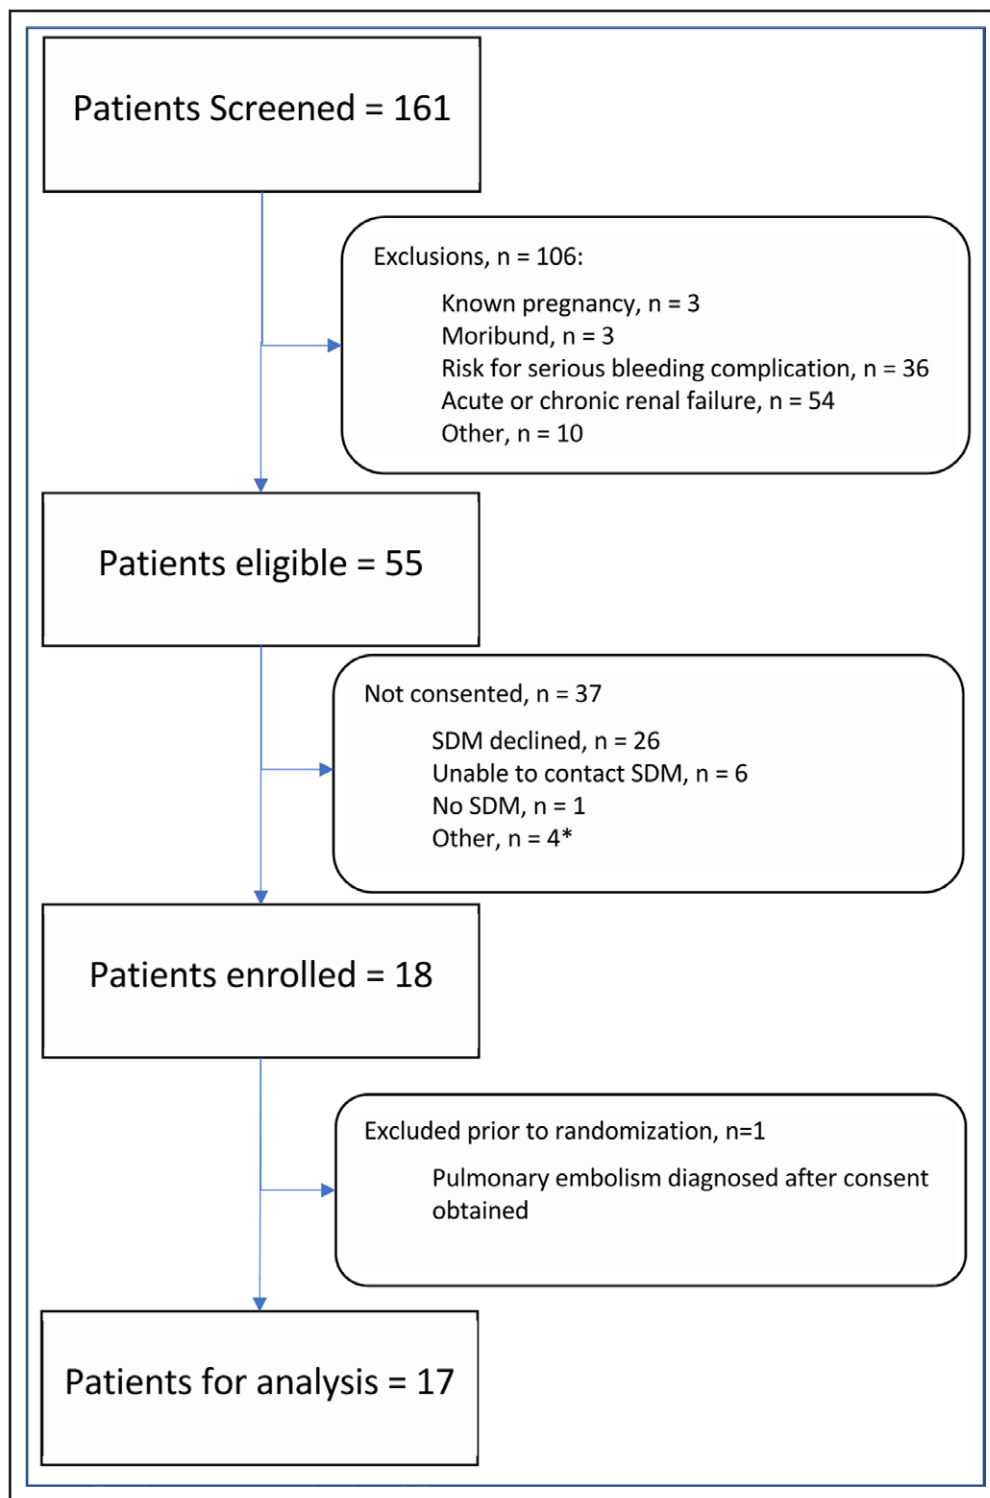 Patients Screened = 161
Exclusions, n = 106:
Known pregnancy, n = 3
Moribund, n = 3
Risk for serious bleeding complication, n = 36
Acute or chronic renal failure, n = 54
Other, n = 10
Patients eligible = 55
Not consented, n = 37
SDM declined, n = 26
Unable to contact SDM, n = 6
No SDM, n = 1
Other, n = 4*
Patients enrolled = 18
Excluded prior to randomization, n=1
Pulmonary embolism diagnosed after consent
obtained
Patients for analysis = 17